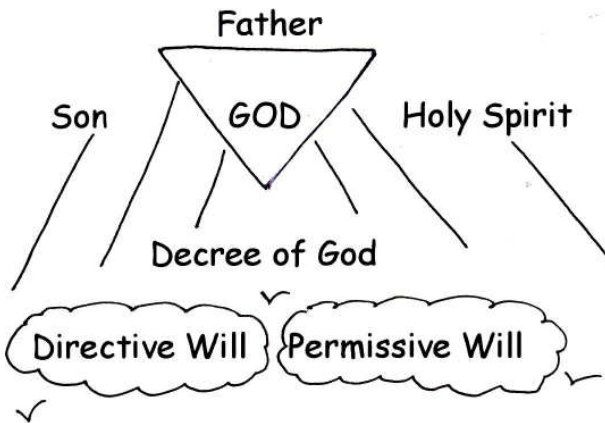 Father
Son GOD Holy Spirit
Decree of God
Directive Will Permissive Will